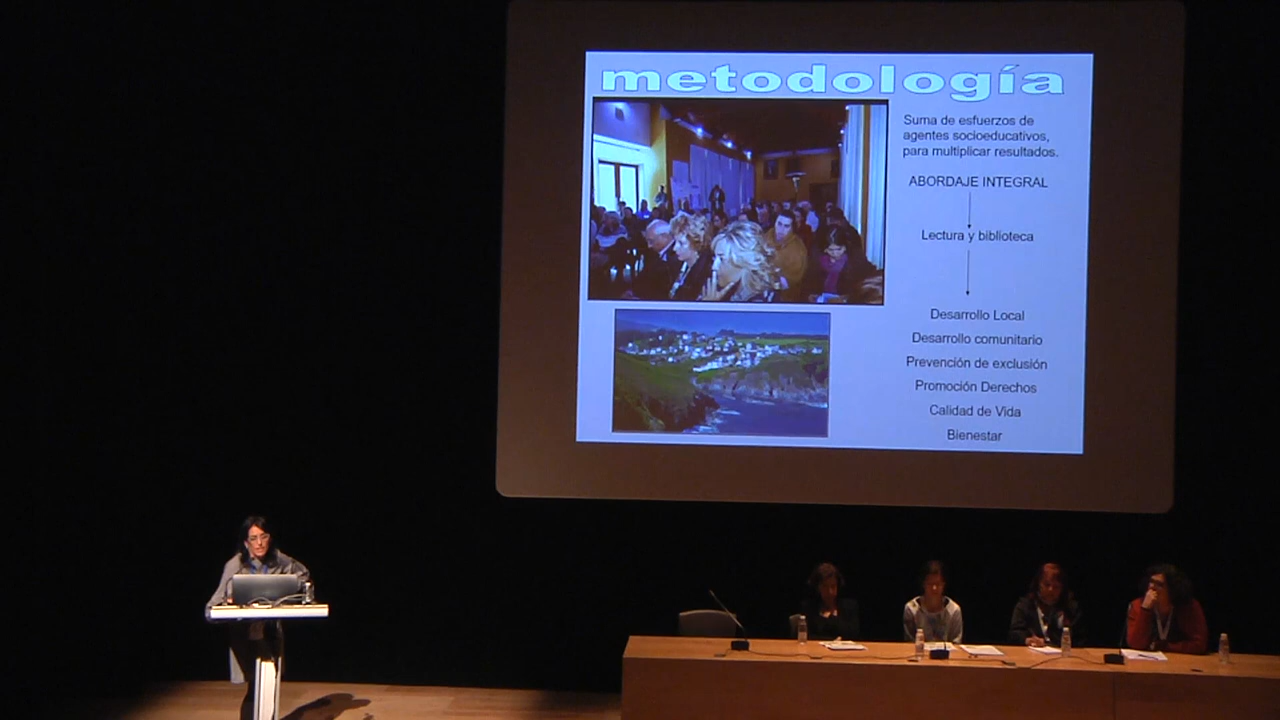 metodología
Suma de esfuerzos de
agentes socioeducativos,
para multiplicar resultados.
ABORDAJE INTEGRAL
Lectura y biblioteca
Desarrollo Local
Desarrollo comunitario
Prevención de exclusión
Promoción Derechos
Calidad de Vida
Bienestar